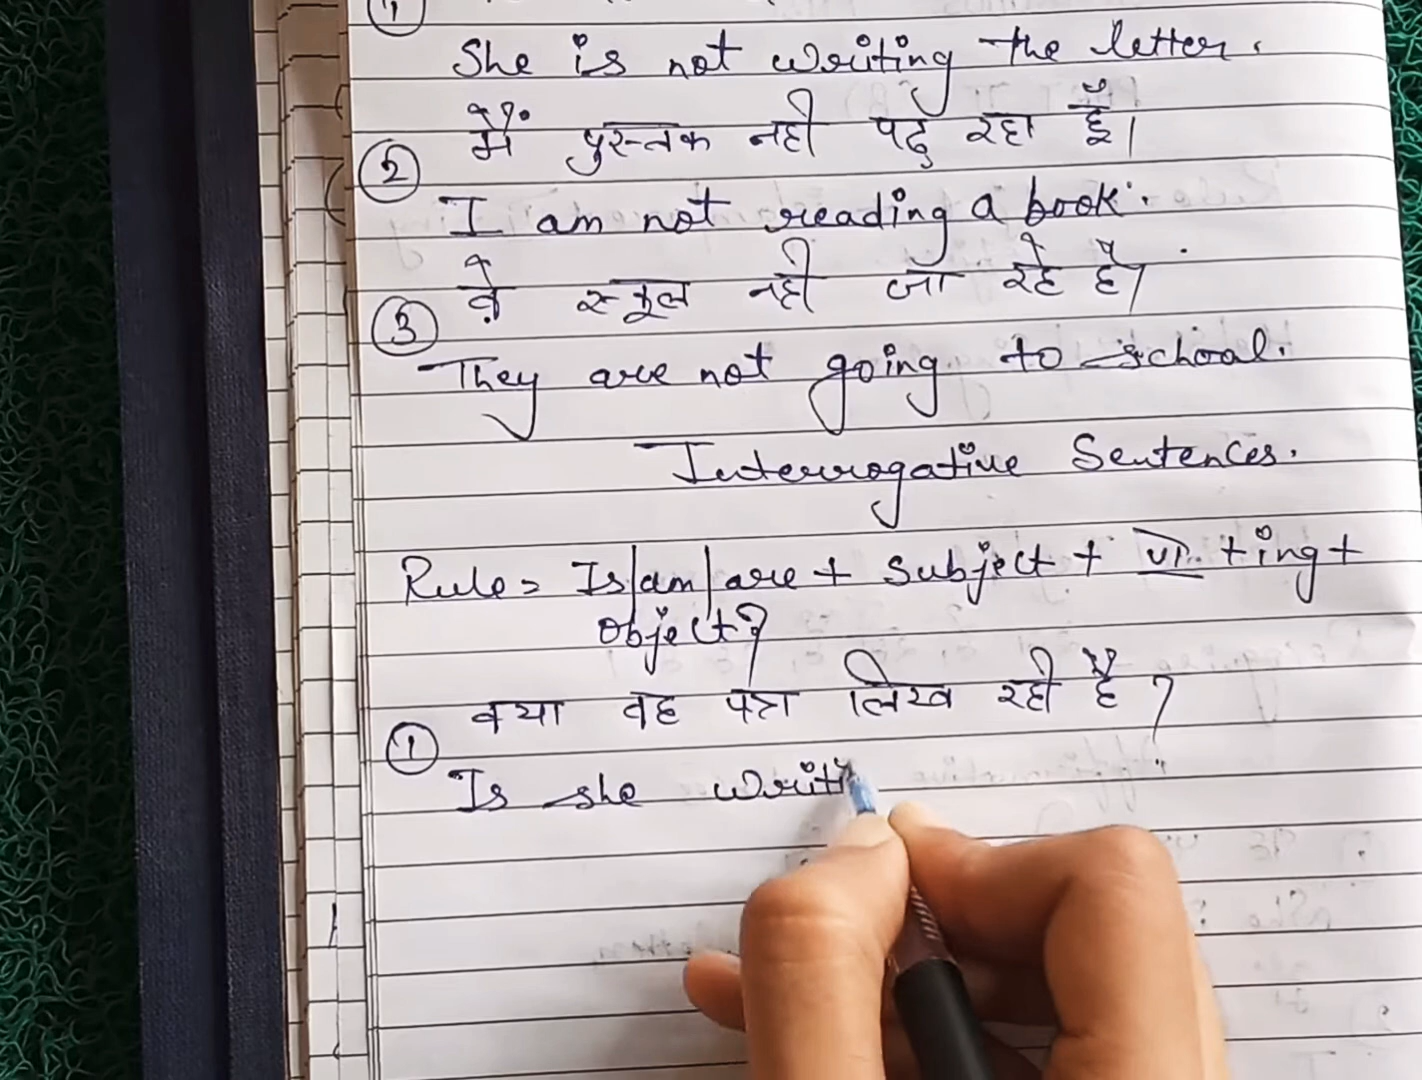 1
She is not writing the letter.
में पुस्तक नही पढ़ रहा हूँ।
2
I am not reading a book.
वे स्कूल नही जा रहे है।
3
They are not going to school.
Interrogative Sentences.
Rule = Is/am/are + subject + V1 + ing +
object?
क्या वह पत्र लिख रही है ?
1
Is she writi